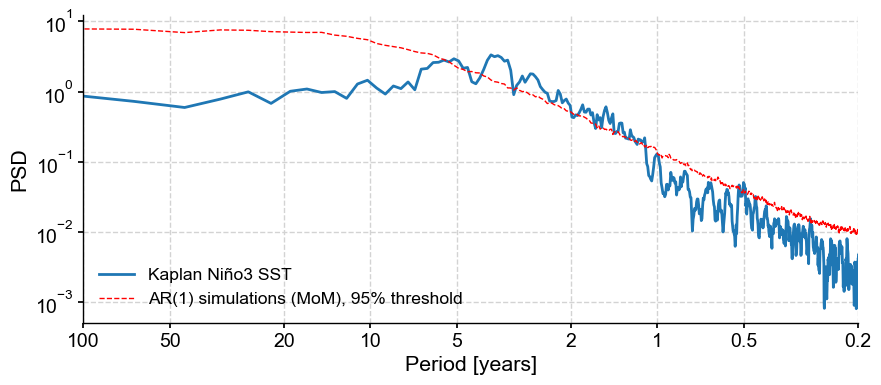 PSD
10¹
10⁰
10⁻¹
10⁻²
10⁻³
Kaplan Niño3 SST
AR(1) simulations (MoM), 95% threshold
100 50 20 10 5 2 1 0.5 0.2
Period [years]